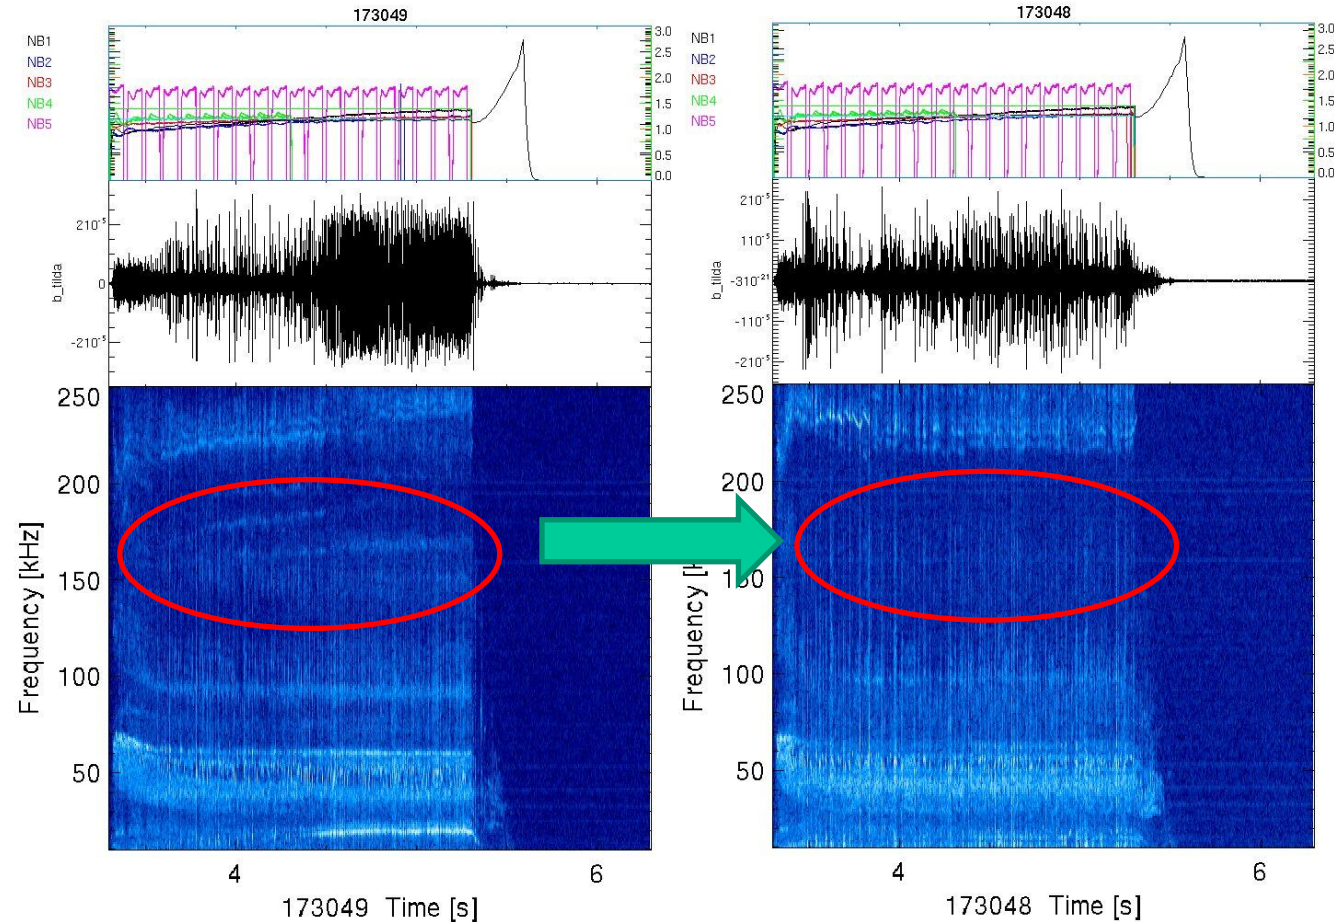 173049
NB1
NB2
NB3
NB4
NB5
3.0
2.5
2.0
1.5
1.0
0.5
0.0
b_tilda
210⁻⁵
0
-210⁻⁵
Frequency [kHz]
250
200
150
100
50
4 6
173049 Time [s]
173048
NB1
NB2
NB3
NB4
NB5
3.0
2.5
2.0
1.5
1.0
0.5
0.0
b_tilda
210⁻⁵
110⁻⁵
-310⁻²¹
-110⁻⁵
-210⁻⁵
Frequency [k
250
200
50
100
50
4 6
173048 Time [s]